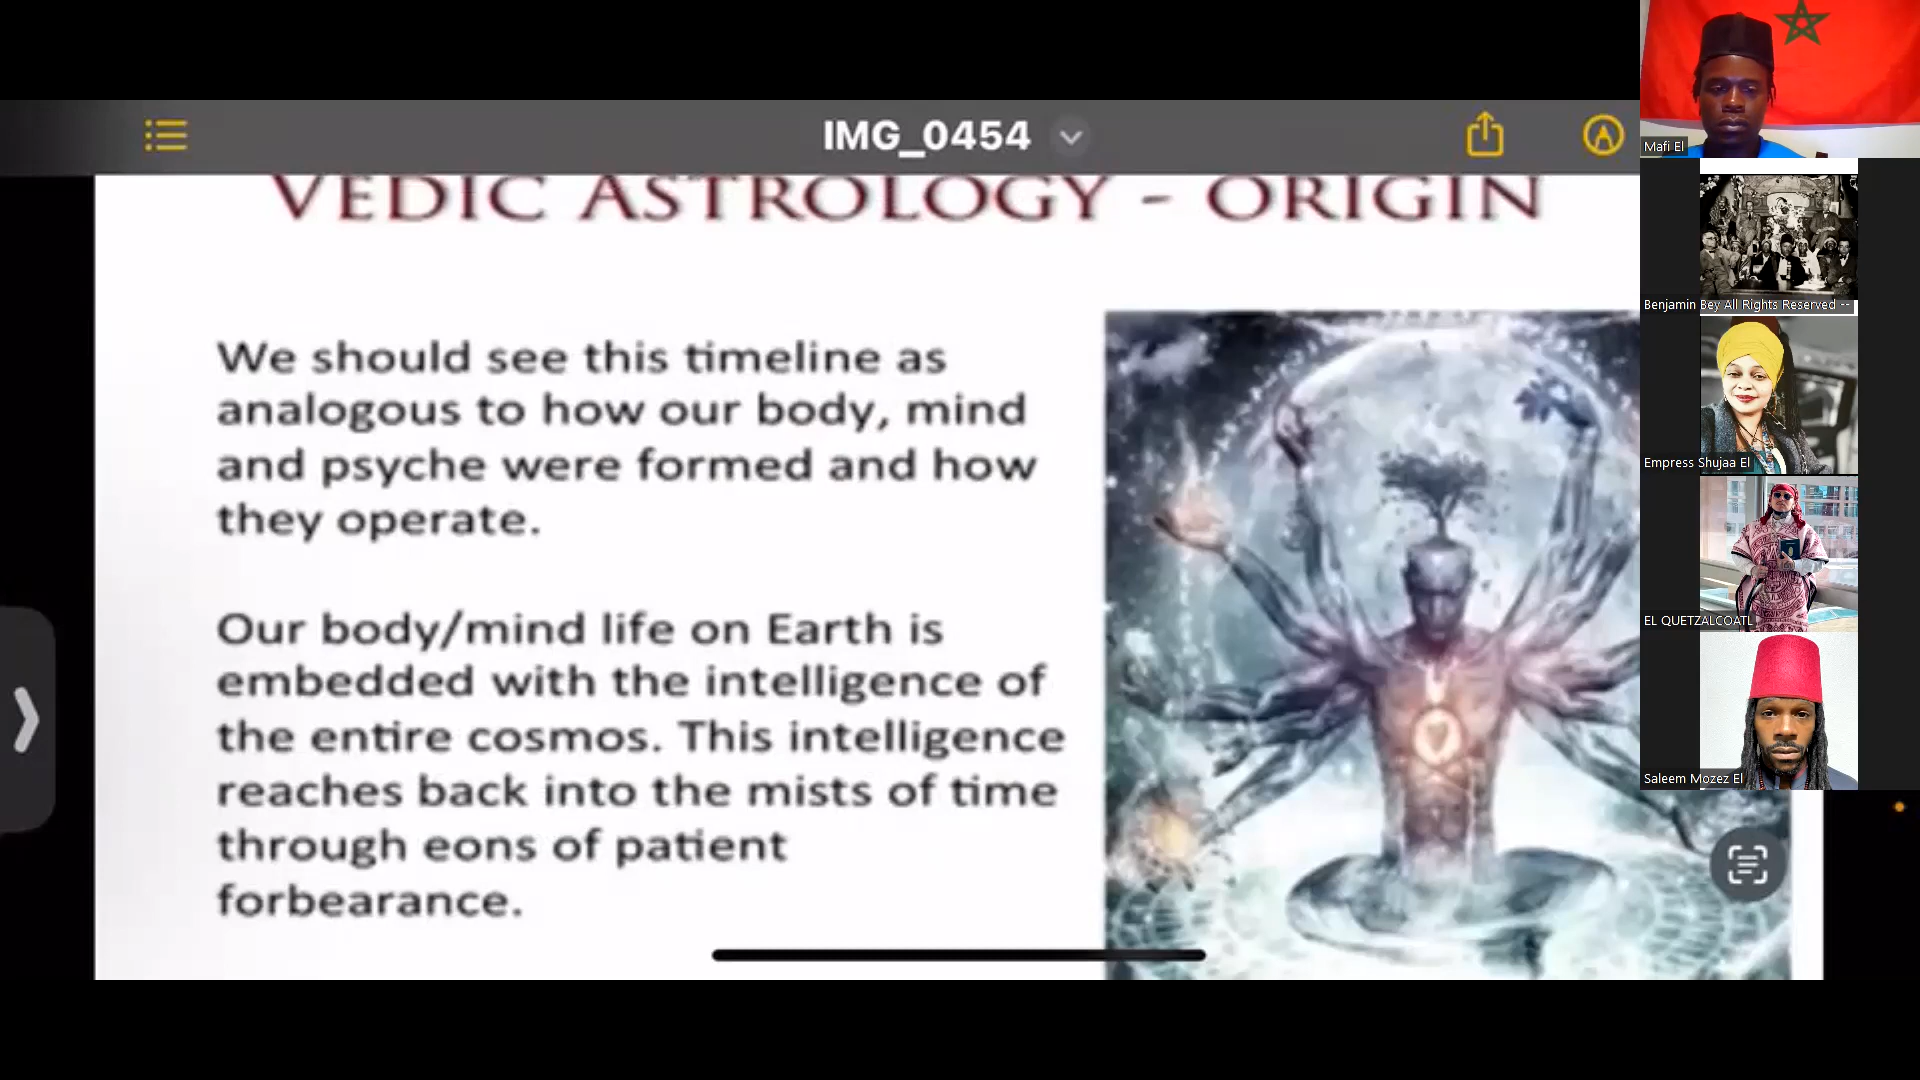 IMG_0454
VEDIC ASTROLOGY - ORIGIN
We should see this timeline as
analogous to how our body, mind
and psyche were formed and how
they operate.
Our body/mind life on Earth is
embedded with the intelligence of
the entire cosmos. This intelligence
reaches back into the mists of time
through eons of patient
forbearance.
Mafi El
Benjamin Bey All Rights Reserved --
Empress Shujaa El
EL QUETZALCOATL
Saleem Mozez El